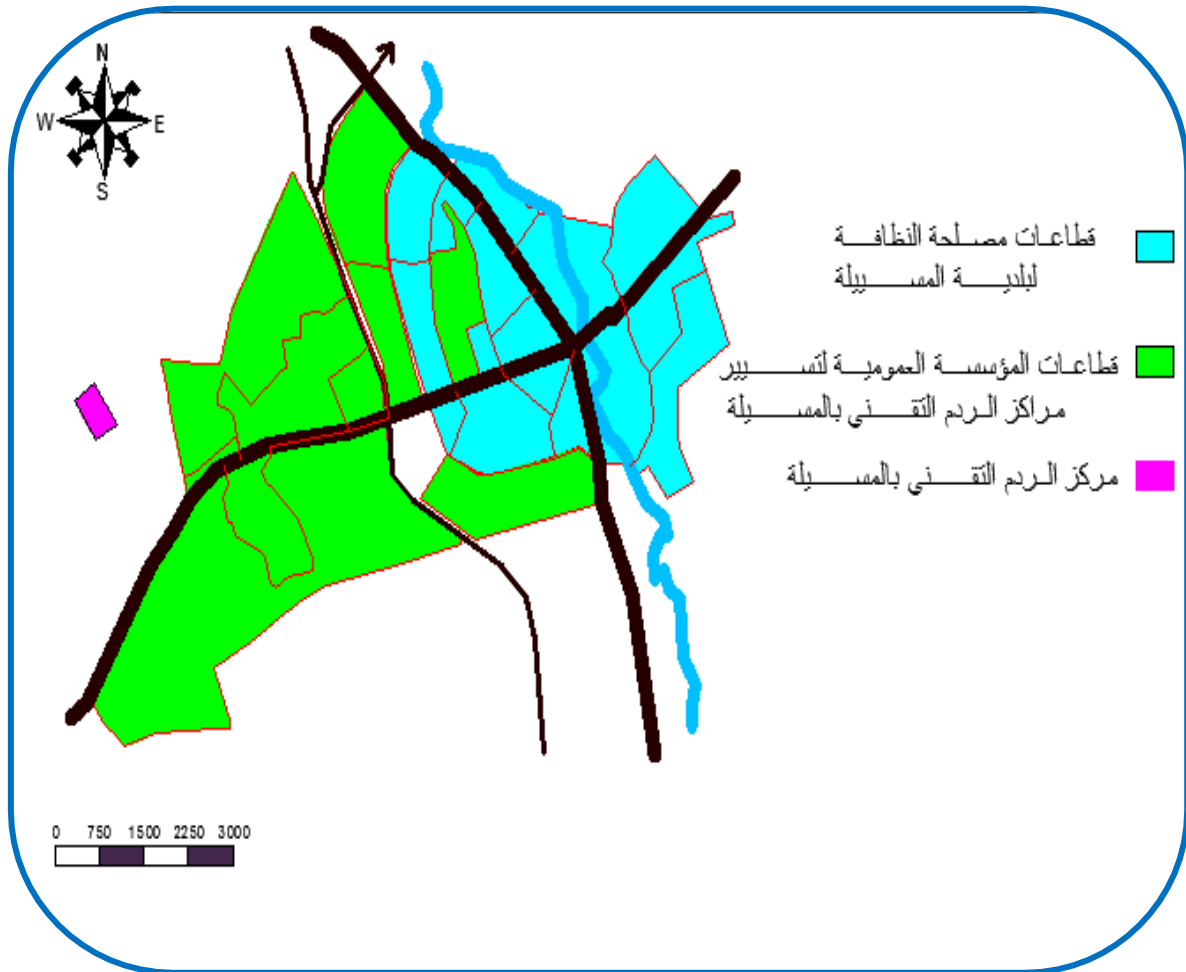 N
W E
S
قطاعات مصلحة النظافة
لبلدية المسييلة
قطاعات المؤسسة العمومية لتسيير
مراكز الردم التقني بالمسيلة
مركز الردم التقني بالمسيلة
0 750 1500 2250 3000